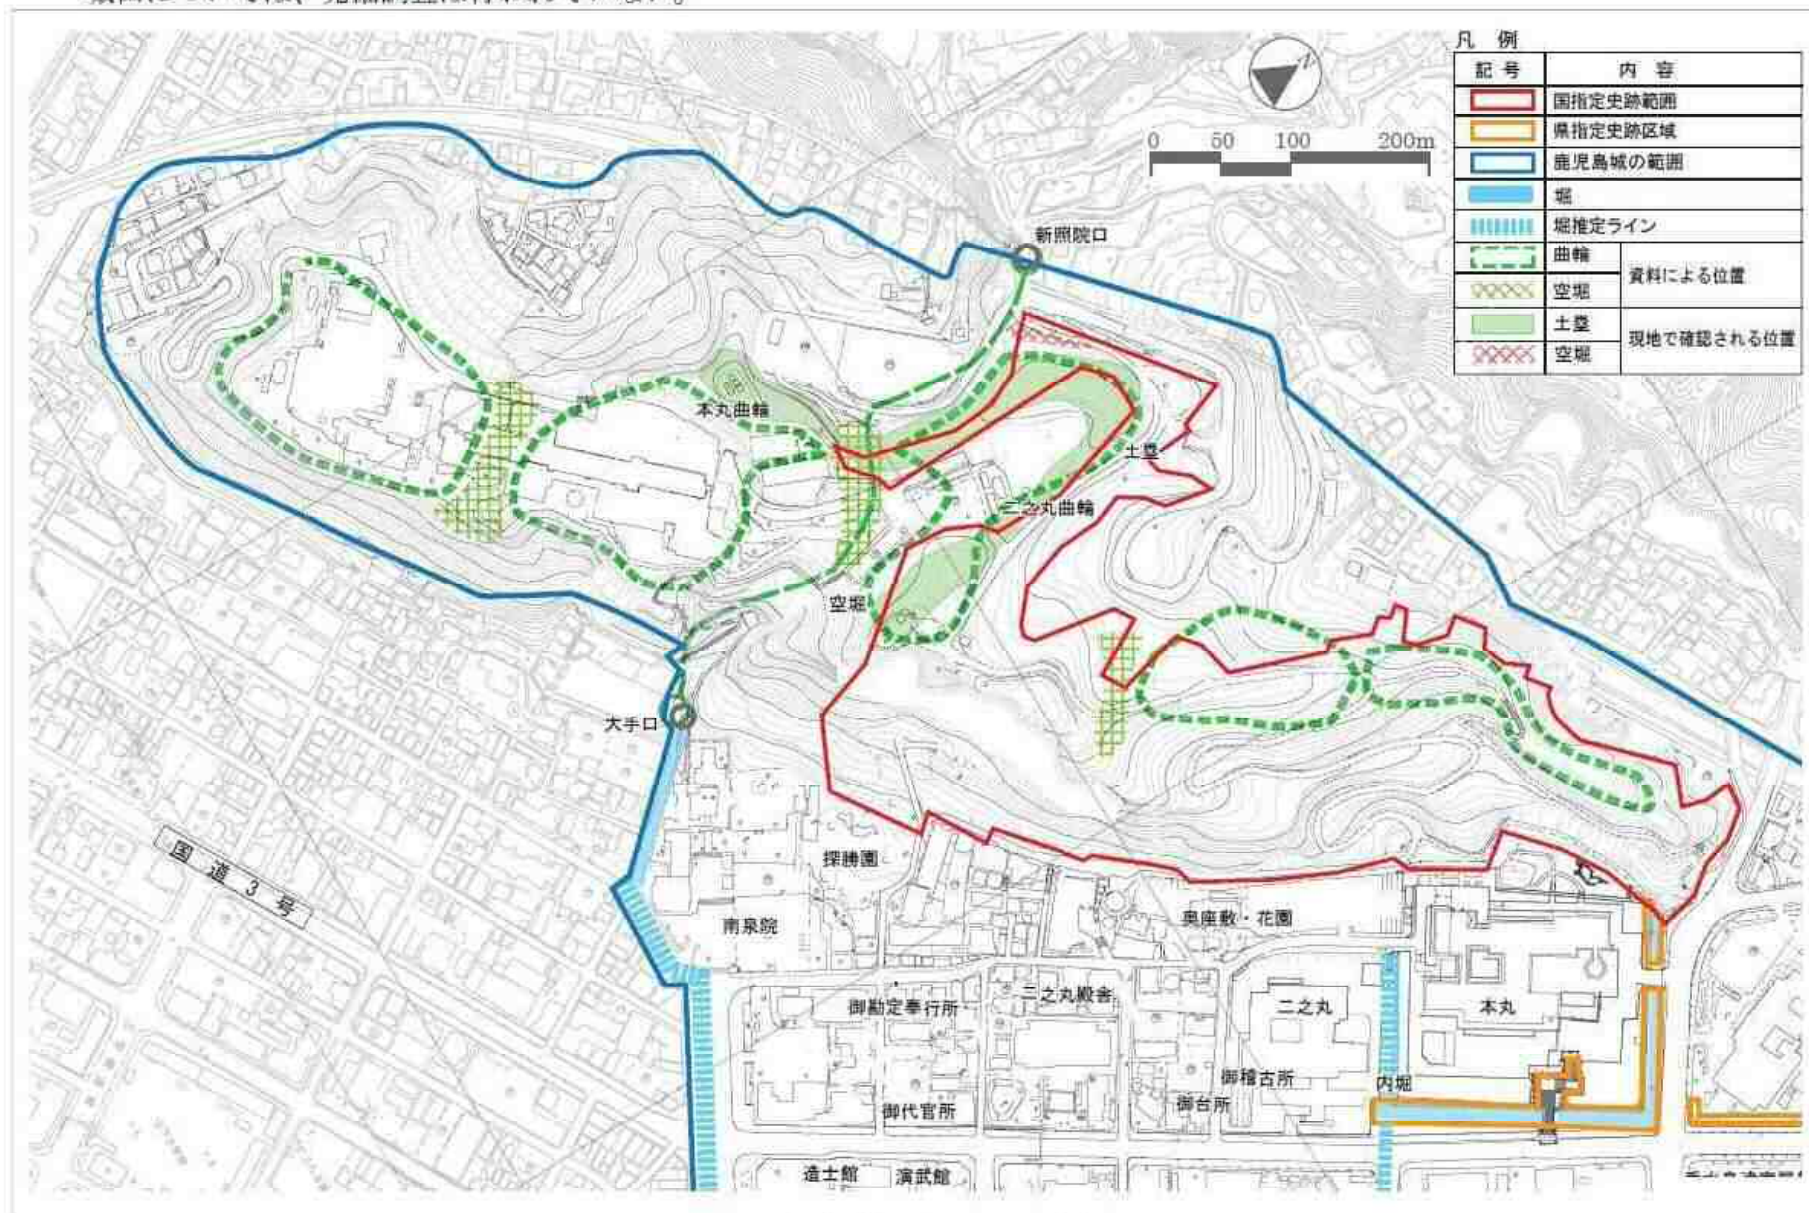 凡 例
記 号 内 容
国指定史跡範囲
県指定史跡区域
鹿児島城の範囲
堀
堀推定ライン
曲輪
資料による位置
空堀
土塁
現地で確認される位置
空堀
0 50 100 200m
N
新照院口
本丸曲輪
土塁
二之丸曲輪
空堀
大手口
国道3号
探勝園
南泉院
奥座敷・花園
御勘定奉行所
二之丸殿舎
二之丸
本丸
御稽古所
内堀
御代官所
御台所
造士館
演武館